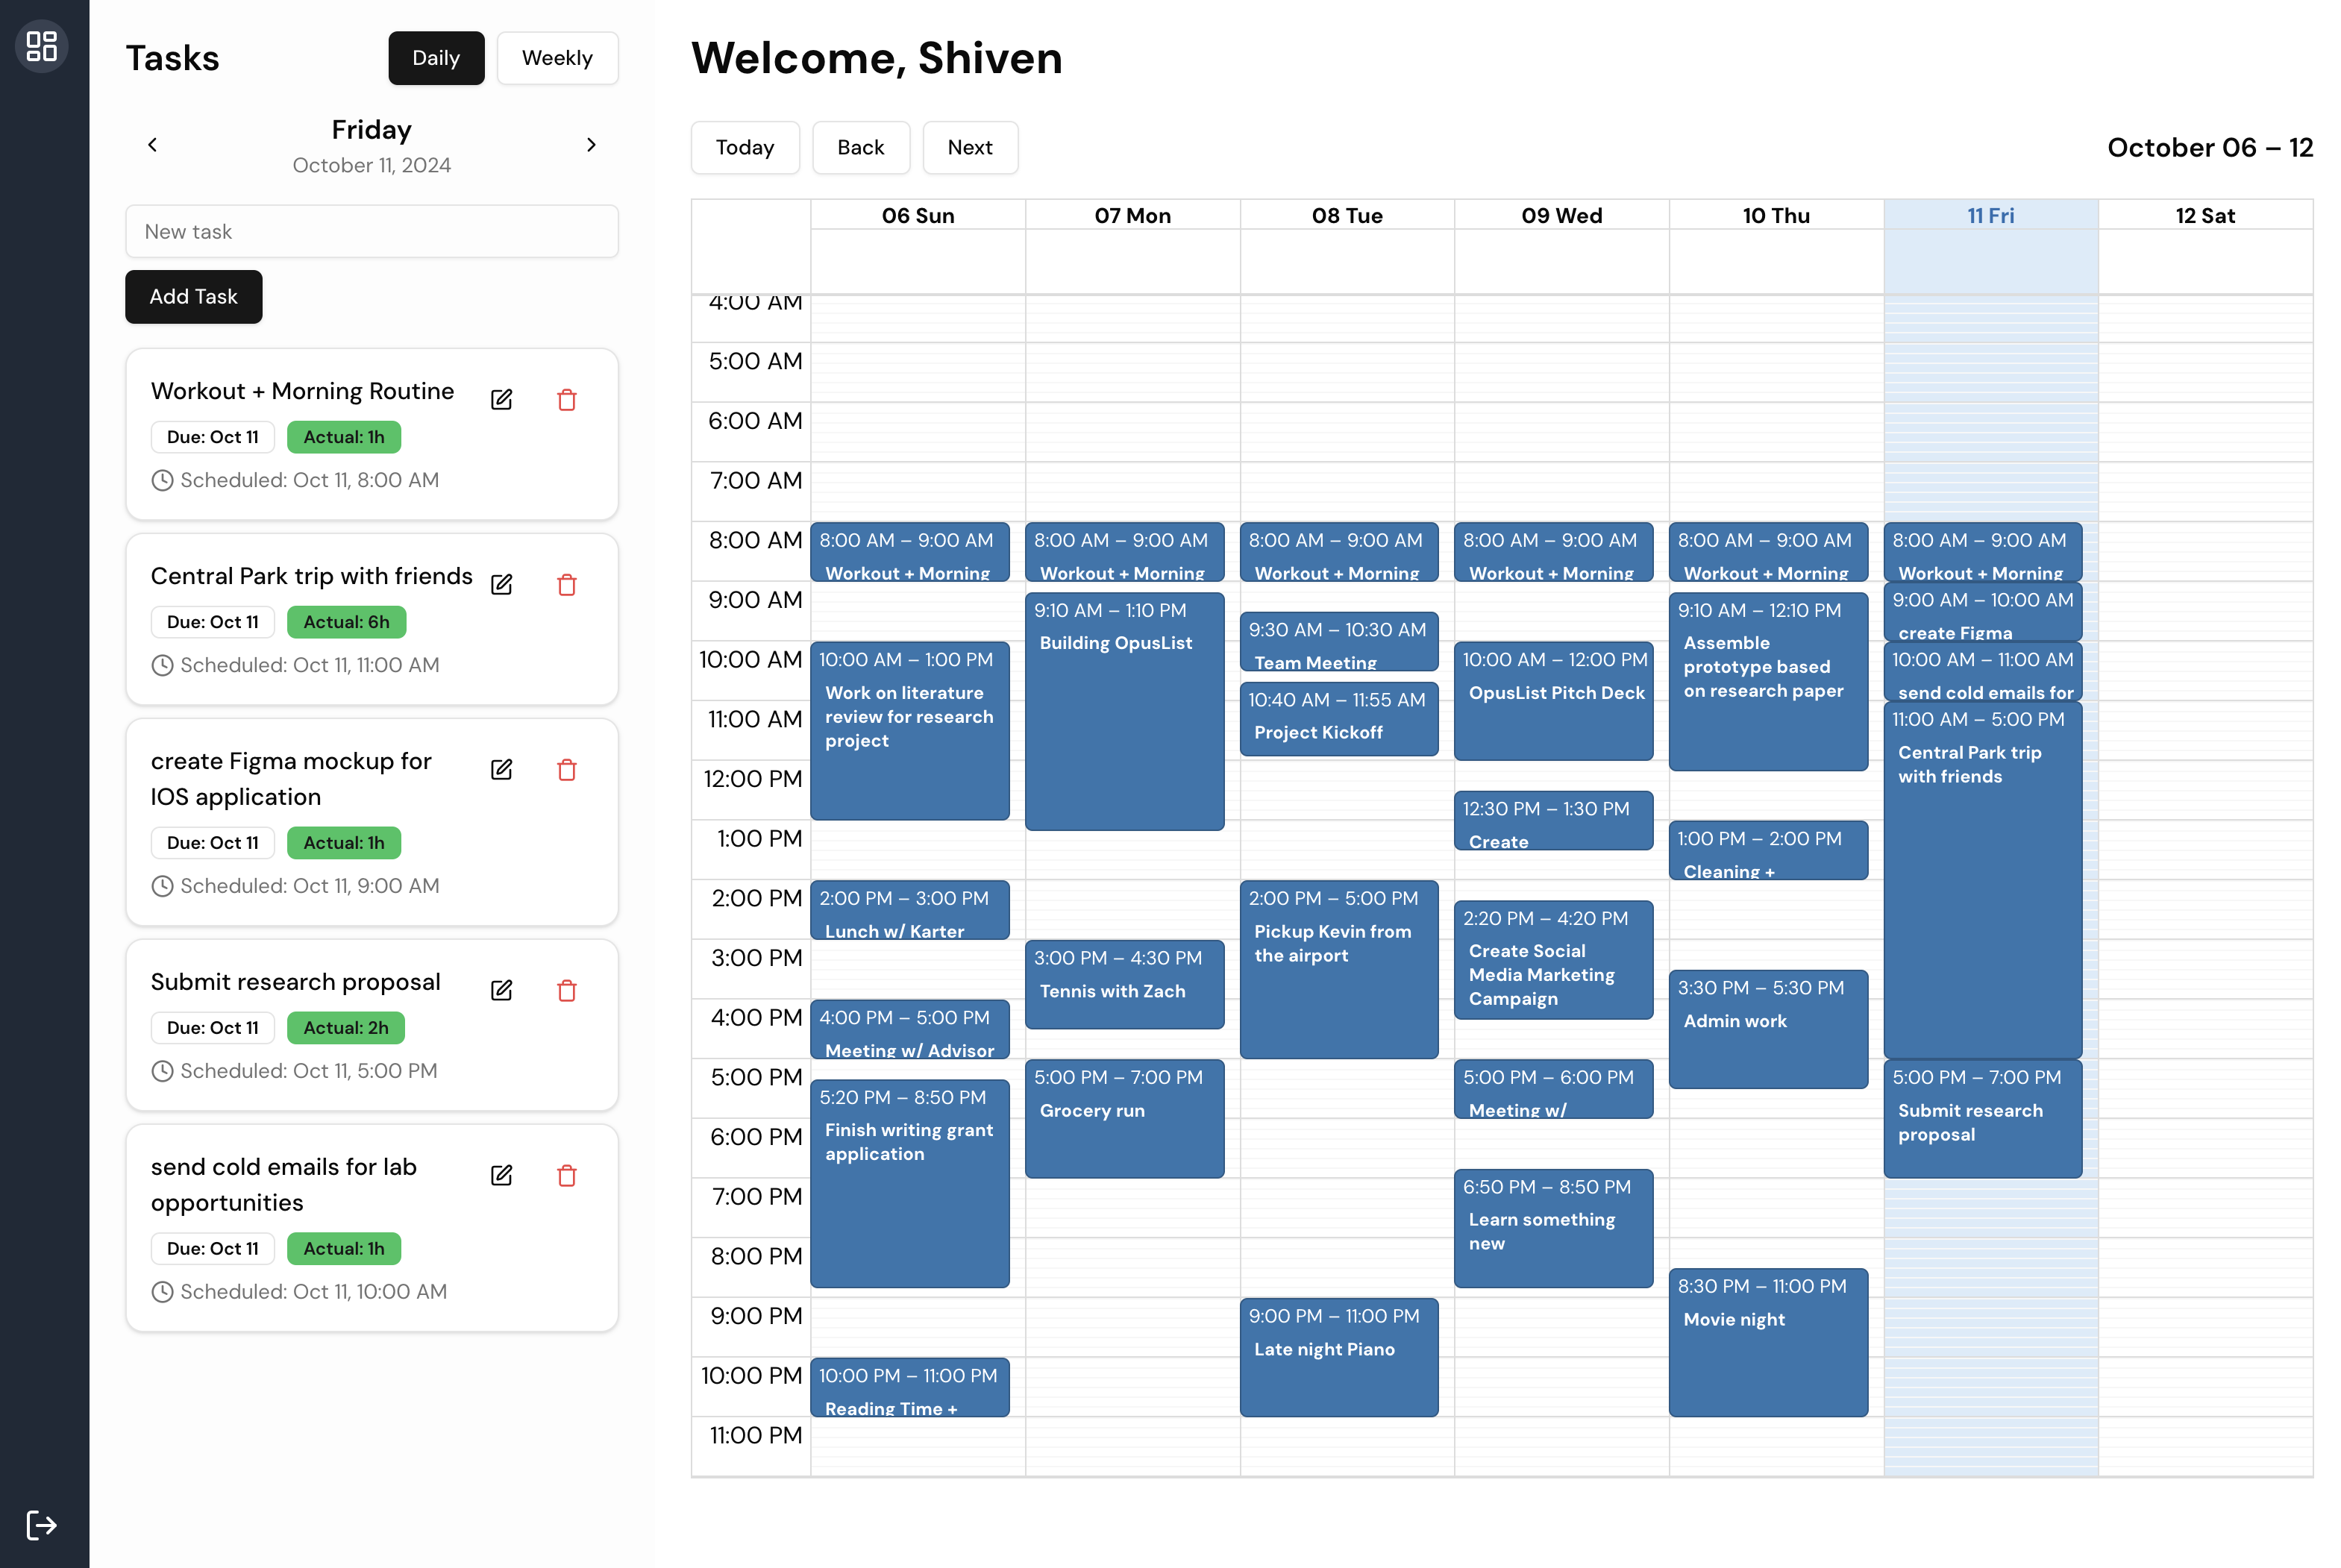 Tasks
Daily
Weekly
Friday
October 11, 2024
New task
Add Task
Workout + Morning Routine
Due: Oct 11
Actual: 1h
Scheduled: Oct 11, 8:00 AM
Central Park trip with friends
Due: Oct 11
Actual: 6h
Scheduled: Oct 11, 11:00 AM
create Figma mockup for
IOS application
Due: Oct 11
Actual: 1h
Scheduled: Oct 11, 9:00 AM
Submit research proposal
Due: Oct 11
Actual: 2h
Scheduled: Oct 11, 5:00 PM
send cold emails for lab
opportunities
Due: Oct 11
Actual: 1h
Scheduled: Oct 11, 10:00 AM
Welcome, Shiven
Today
Back
Next
October 06 – 12
06 Sun
07 Mon
08 Tue
09 Wed
10 Thu
11 Fri
12 Sat
4:00 AM
5:00 AM
6:00 AM
7:00 AM
8:00 AM
9:00 AM
10:00 AM
11:00 AM
12:00 PM
1:00 PM
2:00 PM
3:00 PM
4:00 PM
5:00 PM
6:00 PM
7:00 PM
8:00 PM
9:00 PM
10:00 PM
11:00 PM
8:00 AM – 9:00 AM
Workout + Morning
10:00 AM – 1:00 PM
Work on literature
review for research
project
2:00 PM – 3:00 PM
Lunch w/ Karter
4:00 PM – 5:00 PM
Meeting w/ Advisor
5:20 PM – 8:50 PM
Finish writing grant
application
10:00 PM – 11:00 PM
Reading Time +
8:00 AM – 9:00 AM
Workout + Morning
9:10 AM – 1:10 PM
Building OpusList
3:00 PM – 4:30 PM
Tennis with Zach
5:00 PM – 7:00 PM
Grocery run
8:00 AM – 9:00 AM
Workout + Morning
9:30 AM – 10:30 AM
Team Meeting
10:40 AM – 11:55 AM
Project Kickoff
2:00 PM – 5:00 PM
Pickup Kevin from
the airport
9:00 PM – 11:00 PM
Late night Piano
8:00 AM – 9:00 AM
Workout + Morning
10:00 AM – 12:00 PM
OpusList Pitch Deck
12:30 PM – 1:30 PM
Create
2:20 PM – 4:20 PM
Create Social
Media Marketing
Campaign
5:00 PM – 6:00 PM
Meeting w/
6:50 PM – 8:50 PM
Learn something
new
8:00 AM – 9:00 AM
Workout + Morning
9:10 AM – 12:10 PM
Assemble
prototype based
on research paper
1:00 PM – 2:00 PM
Cleaning +
3:30 PM – 5:30 PM
Admin work
8:30 PM – 11:00 PM
Movie night
8:00 AM – 9:00 AM
Workout + Morning
9:00 AM – 10:00 AM
create Figma
10:00 AM – 11:00 AM
send cold emails for
11:00 AM – 5:00 PM
Central Park trip
with friends
5:00 PM – 7:00 PM
Submit research
proposal